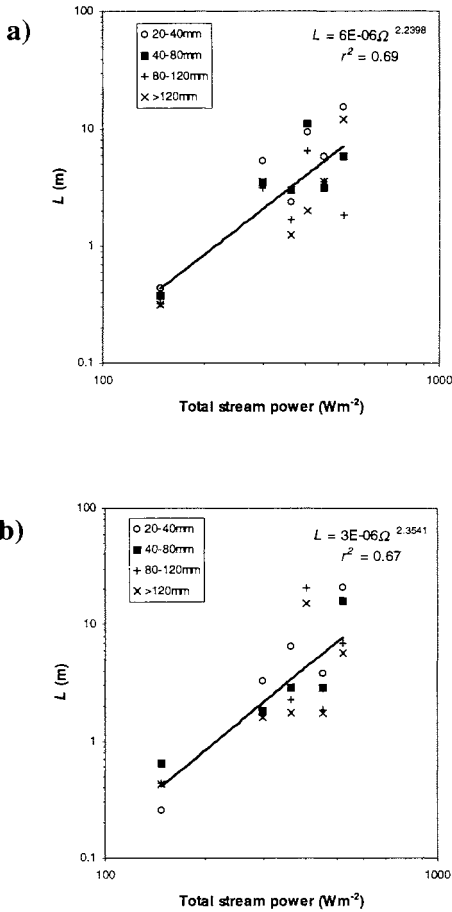 a)
○ 20-40mm
■ 40-80mm
+ 80-120mm
× >120mm
L = 6E-06Ω 2.2398
r² = 0.69
100
10
1
0.1
L (m)
100
1000
Total stream power (Wm⁻²)
b)
○ 20-40mm
■ 40-80mm
+ 80-120mm
× >120mm
L = 3E-06Ω 2.3541
r² = 0.67
100
10
1
0.1
L (m)
100
1000
Total stream power (Wm⁻²)